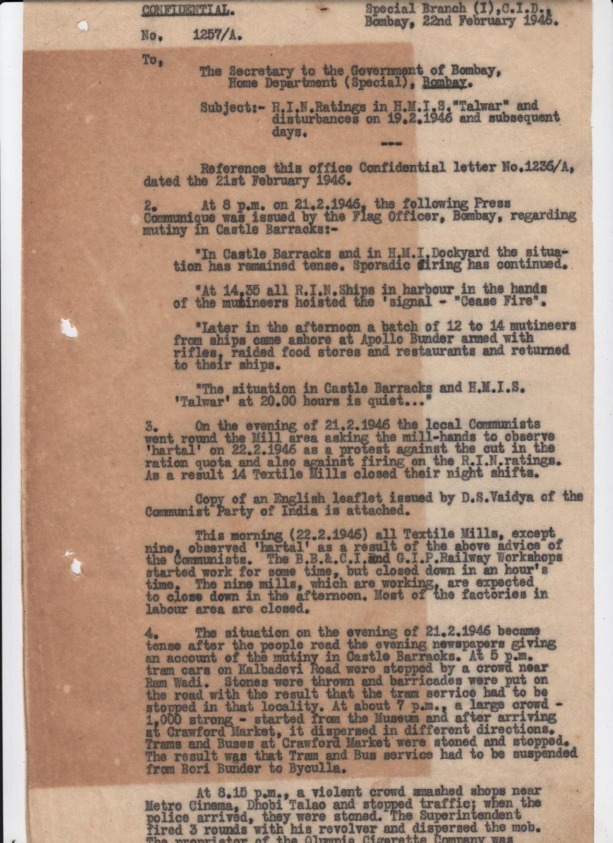 CONFIDENTIAL.
Special Branch (I),C.I.D.,
Bombay, 22nd February 1946.
No. 1257/A.
To,
The Secretary to the Government of Bombay,
Home Department (Special), Bombay.
Subject:- R.I.N.Ratings in H.M.I.S."Talwar" and
disturbances on 19.2.1946 and subsequent
days.
---
Reference this office Confidential letter No.1236/A,
dated the 21st February 1946.
2. At 8 p.m. on 21.2.1946, the following Press
Communique was issued by the Flag Officer, Bombay, regarding
mutiny in Castle Barracks:-
"In Castle Barracks and in H.M.I.Dockyard the situa-
tion has remained tense. Sporadic firing has continued.
"At 14.35 all R.I.N.Ships in harbour in the hands
of the mutineers hoisted the 'signal - "Cease Fire".
"Later in the afternoon a batch of 12 to 14 mutineers
from ships came ashore at Apollo Bunder armed with
rifles, raided food stores and restaurants and returned
to their ships.
"The situation in Castle Barracks and H.M.I.S.
'Talwar' at 20.00 hours is quiet..."
3. On the evening of 21.2.1946 the local Communists
went round the Mill area asking the mill-hands to observe
'hartal' on 22.2.1946 as a protest against the cut in the
ration quota and also against firing on the R.I.N.ratings.
As a result 14 Textile Mills closed their night shifts.
Copy of an English leaflet issued by D.S.Vaidya of the
Communist Party of India is attached.
This morning (22.2.1946) all Textile Mills, except
nine, observed 'hartal' as a result of the above advice of
the Communists. The B.B.&.C.I.and G.I.P.Railway Workshops
started work for some time, but closed down in an hour's
time. The nine mills, which are working, are expected
to close down in the afternoon. Most of the factories in
labour area are closed.
4. The situation on the evening of 21.2.1946 became
tense after the people read the evening newspapers giving
an account of the mutiny in Castle Barracks. At 5 p.m.
tram cars on Kalbadevi Road were stopped by a crowd near
Ram Wadi. Stones were thrown and barricades were put on
the road with the result that the tram service had to be
stopped in that locality. At about 7 p.m., a large crowd -
1,000 strong - started from the Museum and after arriving
at Crawford Market, it dispersed in different directions.
Trams and Buses at Crawford Market were stoned and stopped.
The result was that Tram and Bus service had to be suspended
from Bori Bunder to Byculla.
At 8.15 p.m., a violent crowd smashed shops near
Metro Cinema, Dhobi Talao and stopped traffic; when the
police arrived, they were stoned. The Superintendent
fired 3 rounds with his revolver and dispersed the mob.
The proprietor of the Olympia Cigarette Company was